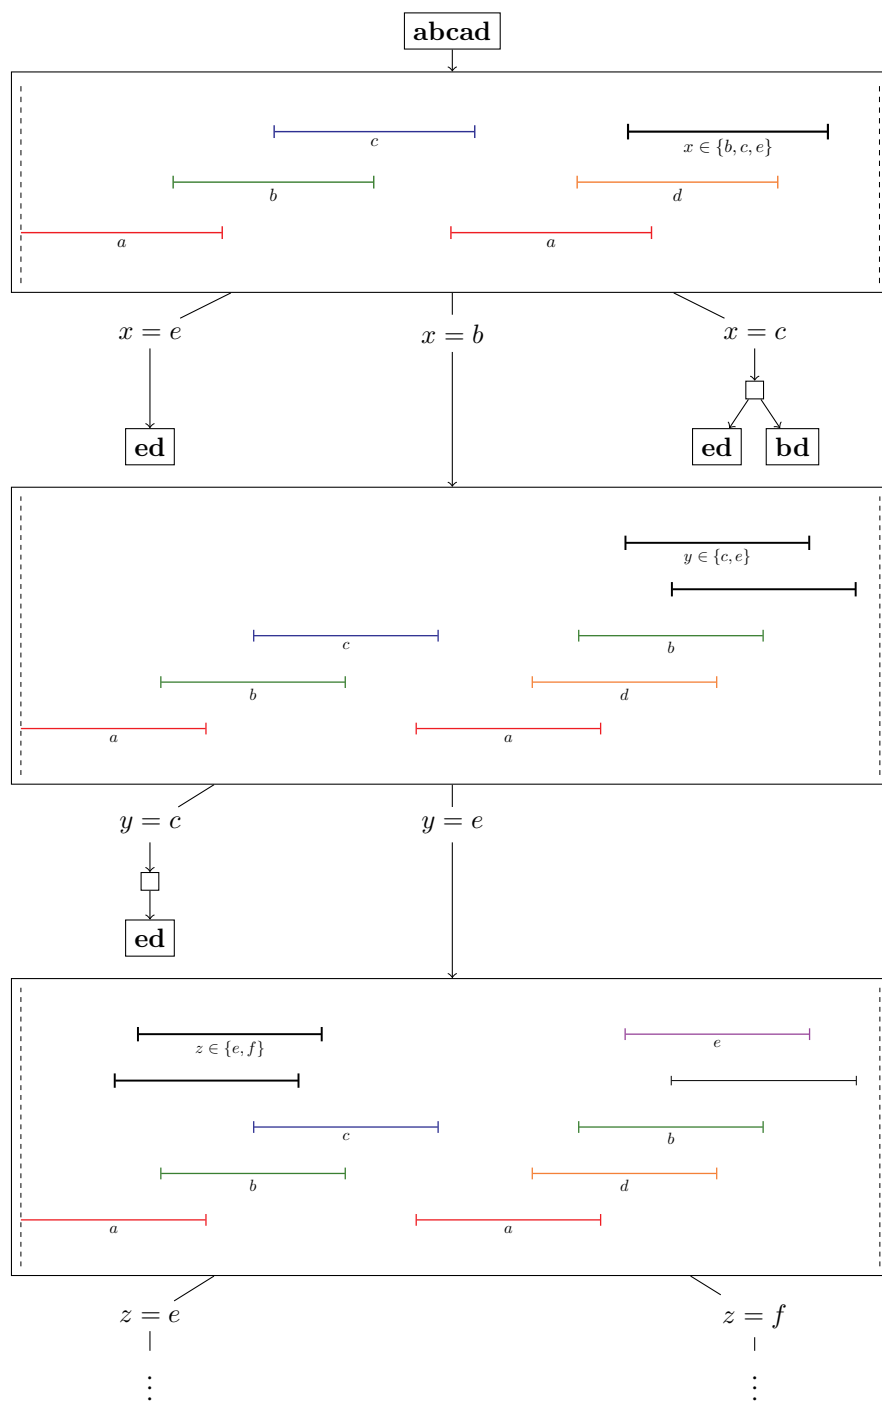 abcad
c
x ∈ {b, c, e}
b
d
a
a
x = e
x = b
x = c
ed
ed
bd
y ∈ {c, e}
c
b
b
d
a
a
y = c
y = e
ed
z ∈ {e, f}
e
c
b
b
d
a
a
z = e
z = f
⋮
⋮